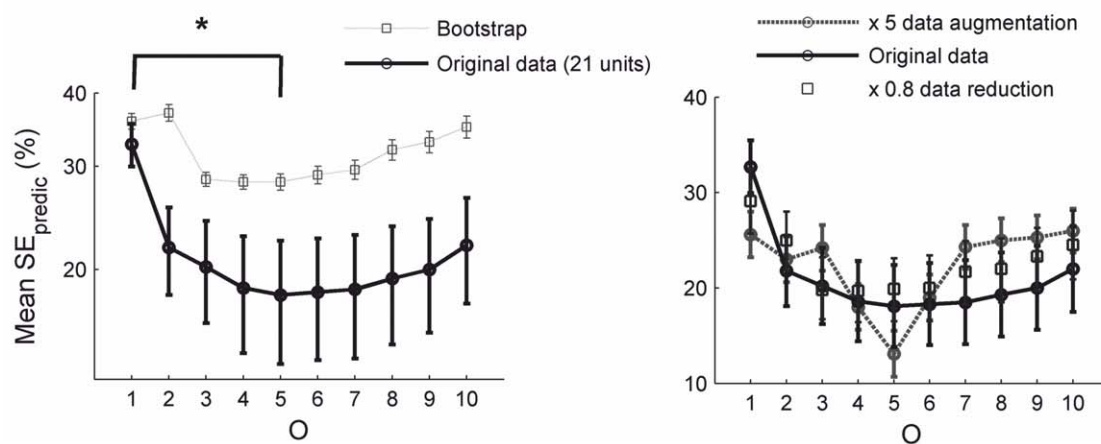 *
Bootstrap
Original data (21 units)
Mean SE_predic (%)
40
30
20
1 2 3 4 5 6 7 8 9 10
O
x 5 data augmentation
Original data
x 0.8 data reduction
40
30
20
10
1 2 3 4 5 6 7 8 9 10
O